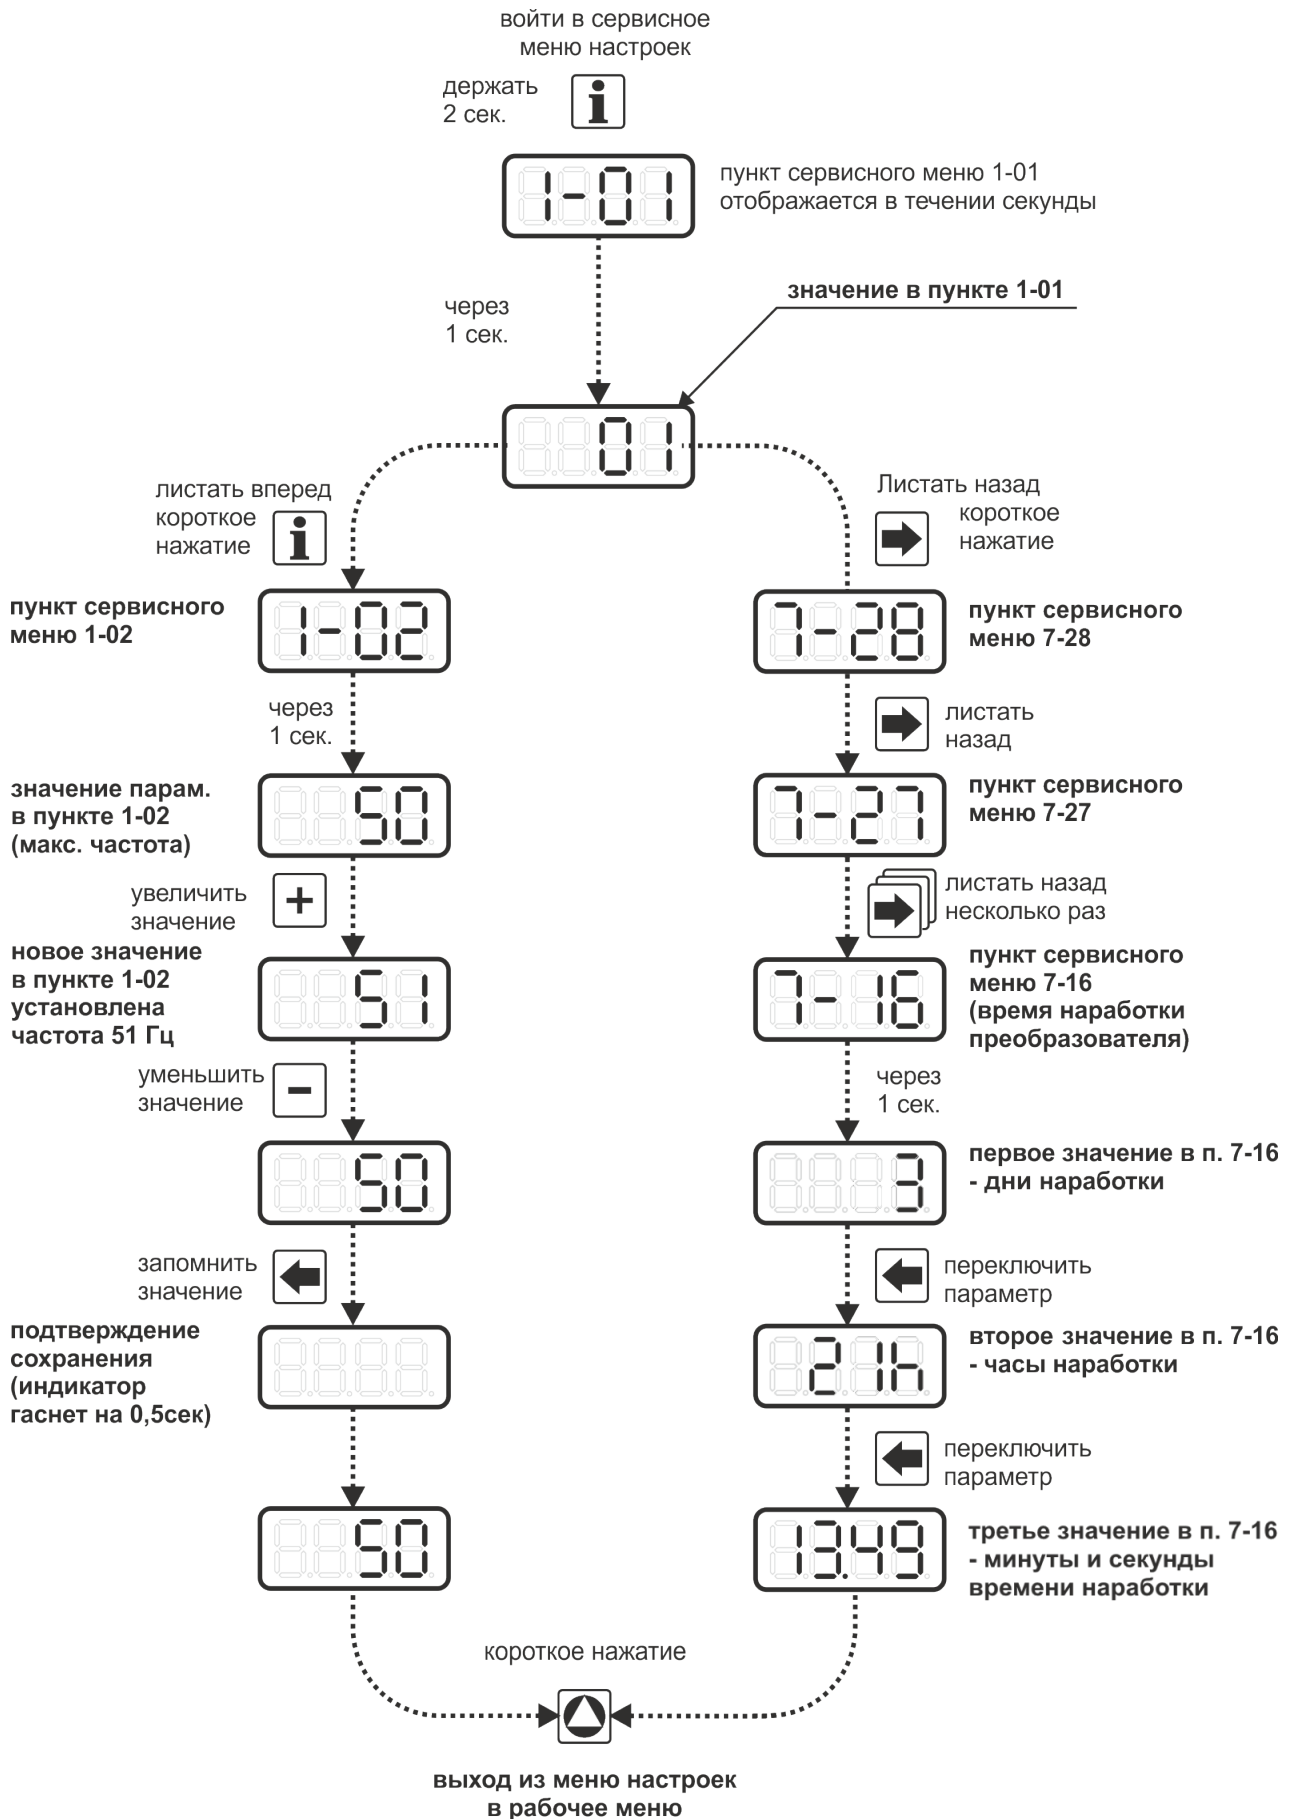 войти в сервисное
меню настроек
держать
2 сек.
i
1-01
пункт сервисного меню 1-01
отображается в течении секунды
через
1 сек.
значение в пункте 1-01
01
листать вперед
короткое
нажатие
i
Листать назад
короткое
нажатие
пункт сервисного
меню 1-02
1-02
7-28
пункт сервисного
меню 7-28
через
1 сек.
листать
назад
значение парам.
в пункте 1-02
(макс. частота)
50
7-27
пункт сервисного
меню 7-27
увеличить
значение
+
листать назад
несколько раз
новое значение
в пункте 1-02
установлена
частота 51 Гц
51
7-16
пункт сервисного
меню 7-16
(время наработки
преобразователя)
уменьшить
значение
-
через
1 сек.
50
3
первое значение в п. 7-16
- дни наработки
запомнить
значение
переключить
параметр
подтверждение
сохранения
(индикатор
гаснет на 0,5сек)
21h
второе значение в п. 7-16
- часы наработки
переключить
параметр
50
13.49
третье значение в п. 7-16
- минуты и секунды
времени наработки
короткое нажатие
выход из меню настроек
в рабочее меню